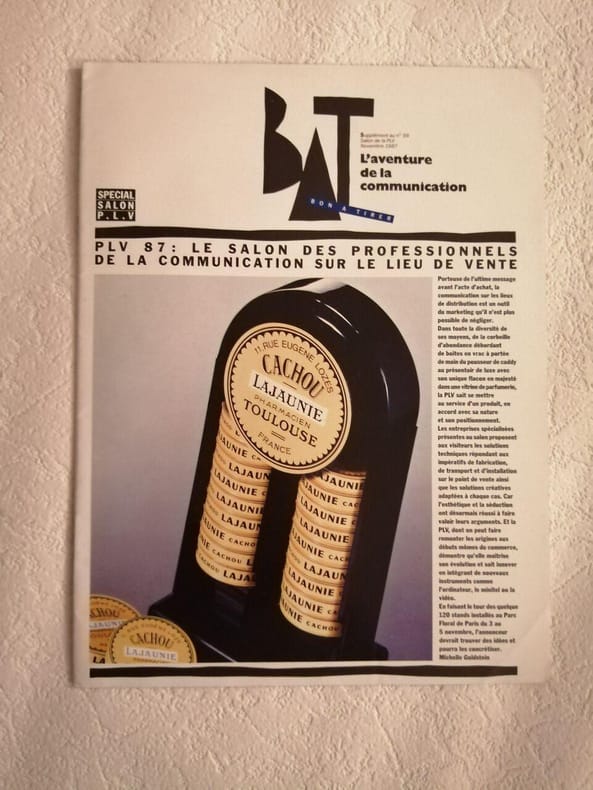 BAT
BON A TIRER
Supplément au n° 99
Salon de la PLV
Novembre 1987
L'aventure
de la
communication
SPECIAL
SALON
P.L.V
PLV 87: LE SALON DES PROFESSIONNELS
DE LA COMMUNICATION SUR LE LIEU DE VENTE
Porteuse de l'ultime message
avant l'acte d'achat, la
communication sur les lieux
de distribution est un outil
du marketing qu'il n'est plus
possible de négliger.
Dans toute la diversité de
ses moyens, de la corbeille
d'abondance débordant
de boîtes en vrac à portée
de main du pousseur de caddy
au présentoir de luxe avec
son unique flacon en majesté
dans une vitrine de parfumerie,
la PLV sait se mettre
au service d'un produit, en
accord avec sa nature
et son positionnement.
Les entreprises spécialisées
présentes au salon proposent
aux visiteurs les solutions
techniques répondant aux
impératifs de fabrication,
de transport et d'installation
sur le point de vente ainsi
que les solutions créatives
adaptées à chaque cas. Car
l'esthétique et la séduction
ont désormais réussi à faire
valoir leurs arguments. Et la
PLV, dont on peut faire
remonter les origines aux
débuts mêmes du commerce,
démontre qu'elle maîtrise
son évolution et sait innover
en intégrant de nouveaux
instruments comme
l'ordinateur, le minitel ou la
vidéo.
En faisant le tour des quelque
120 stands installés au Parc
Floral de Paris du 3 au
5 novembre, l'annonceur
devrait trouver des idées et
pourra les concrétiser.
Michelle Goldstein
11, RUE EUGENE LOZES
CACHOU
LAJAUNIE
PHARMACIEN
TOULOUSE
FRANCE
LAJAUNIE
CACHOU
LAJAUNIE
CACHOU
LAJAUNIE
CACHOU
LAJAUNIE